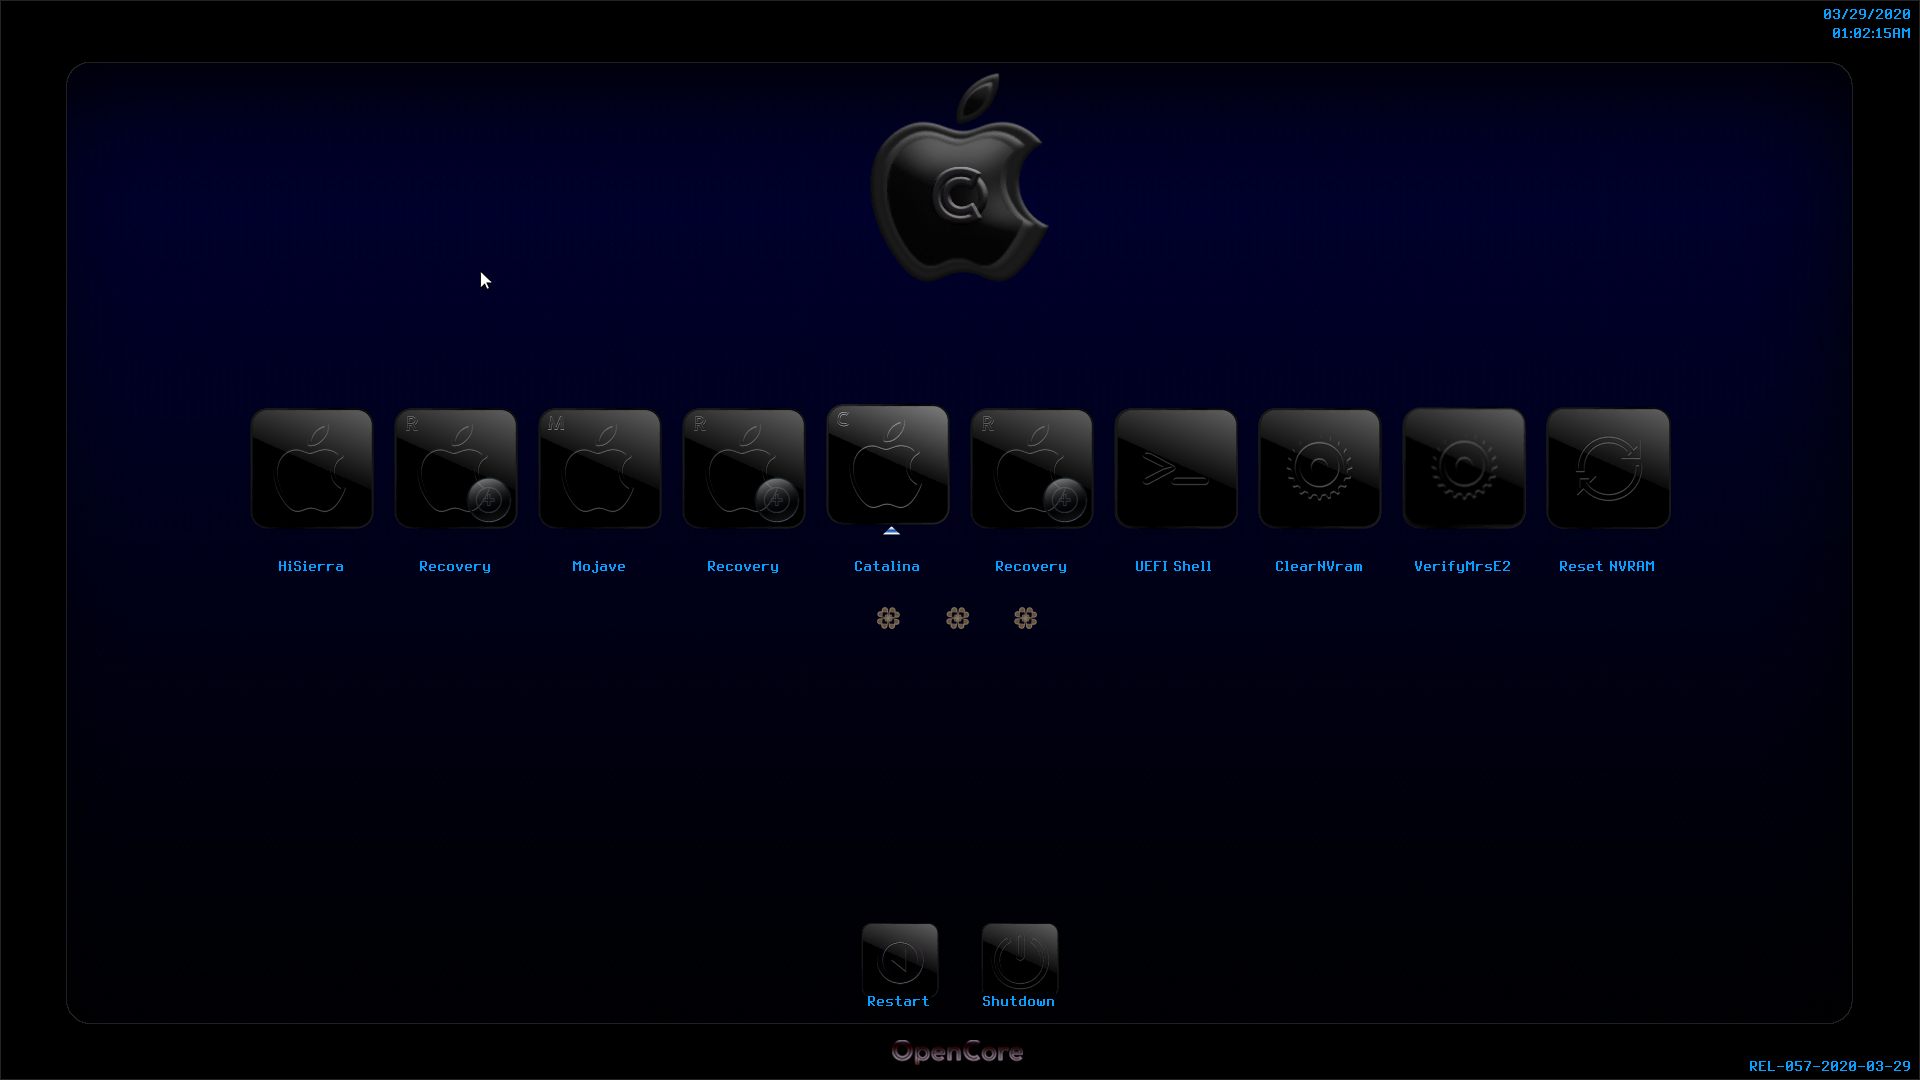 03/29/2020
01:02:15AM
R
M
R
C
R
>_
HiSierra
Recovery
Mojave
Recovery
Catalina
Recovery
UEFI Shell
ClearNVram
VerifyMrsE2
Reset NVRAM
Restart
Shutdown
OpenCore
REL-057-2020-03-29